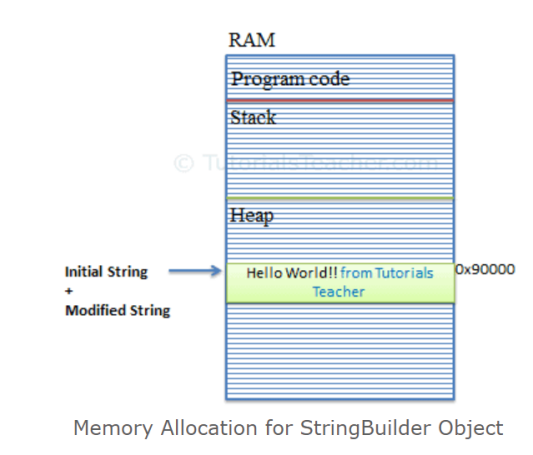 RAM
Program code
Stack
© TutorialsTeacher.com
Heap
Initial String
+
Modified String
Hello World!! from Tutorials
Teacher
0x90000
Memory Allocation for StringBuilder Object